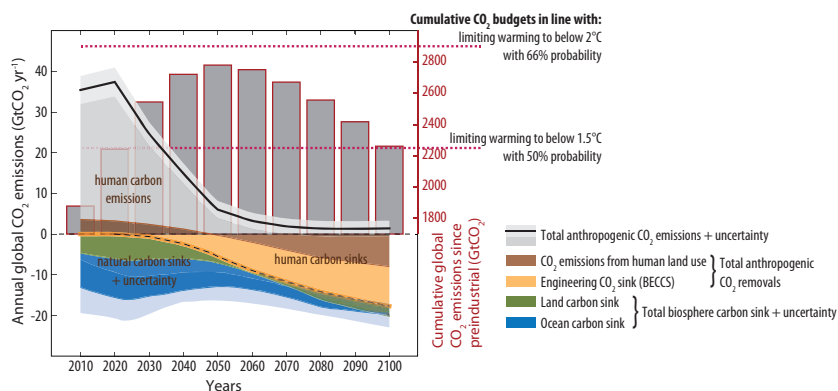 Cumulative CO₂ budgets in line with:
limiting warming to below 2°C
with 66% probability
limiting warming to below 1.5°C
with 50% probability
Annual global CO₂ emissions (GtCO₂ yr⁻¹)
40
30
20
10
0
-10
-20
human carbon
emissions
natural carbon sinks
+ uncertainty
human carbon sinks
2800
2600
2400
2200
2000
1800
1700
Cumulative global
CO₂ emissions since
preindustrial (GtCO₂)
2010 2020 2030 2040 2050 2060 2070 2080 2090 2100
Years
Total anthropogenic CO₂ emissions + uncertainty
CO₂ emissions from human land use
Engineering CO₂ sink (BECCS)
Total anthropogenic
CO₂ removals
Land carbon sink
Ocean carbon sink
Total biosphere carbon sink + uncertainty